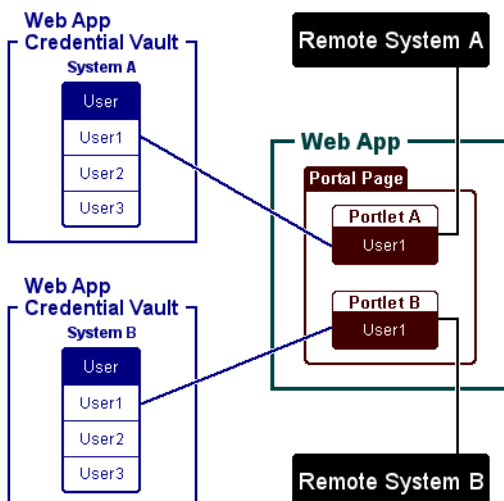 Web App
Credential Vault
System A
User
User1
User2
User3
Remote System A
Web App
Portal Page
Portlet A
User1
Portlet B
User1
Web App
Credential Vault
System B
User
User1
User2
User3
Remote System B